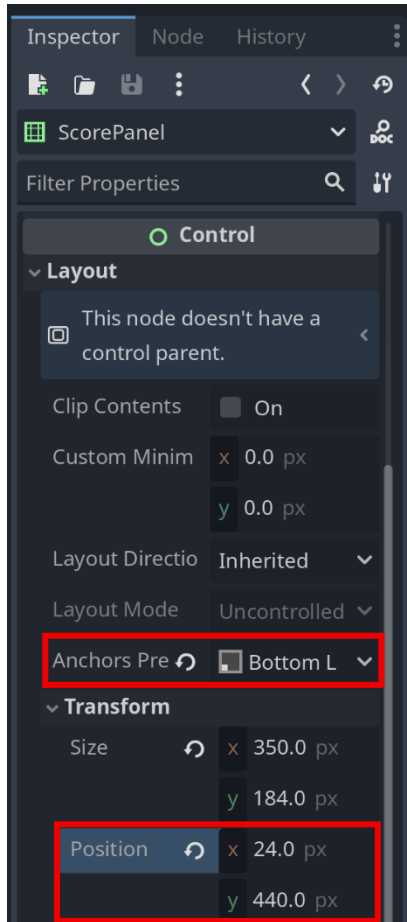 Inspector Node History
ScorePanel DOC
Filter Properties
Control
Layout
This node doesn't have a
control parent.
Clip Contents On
Custom Minim x 0.0 px
y 0.0 px
Layout Directio Inherited
Layout Mode Uncontrolled
Anchors Pre Bottom L
Transform
Size x 350.0 px
y 184.0 px
Position x 24.0 px
y 440.0 px